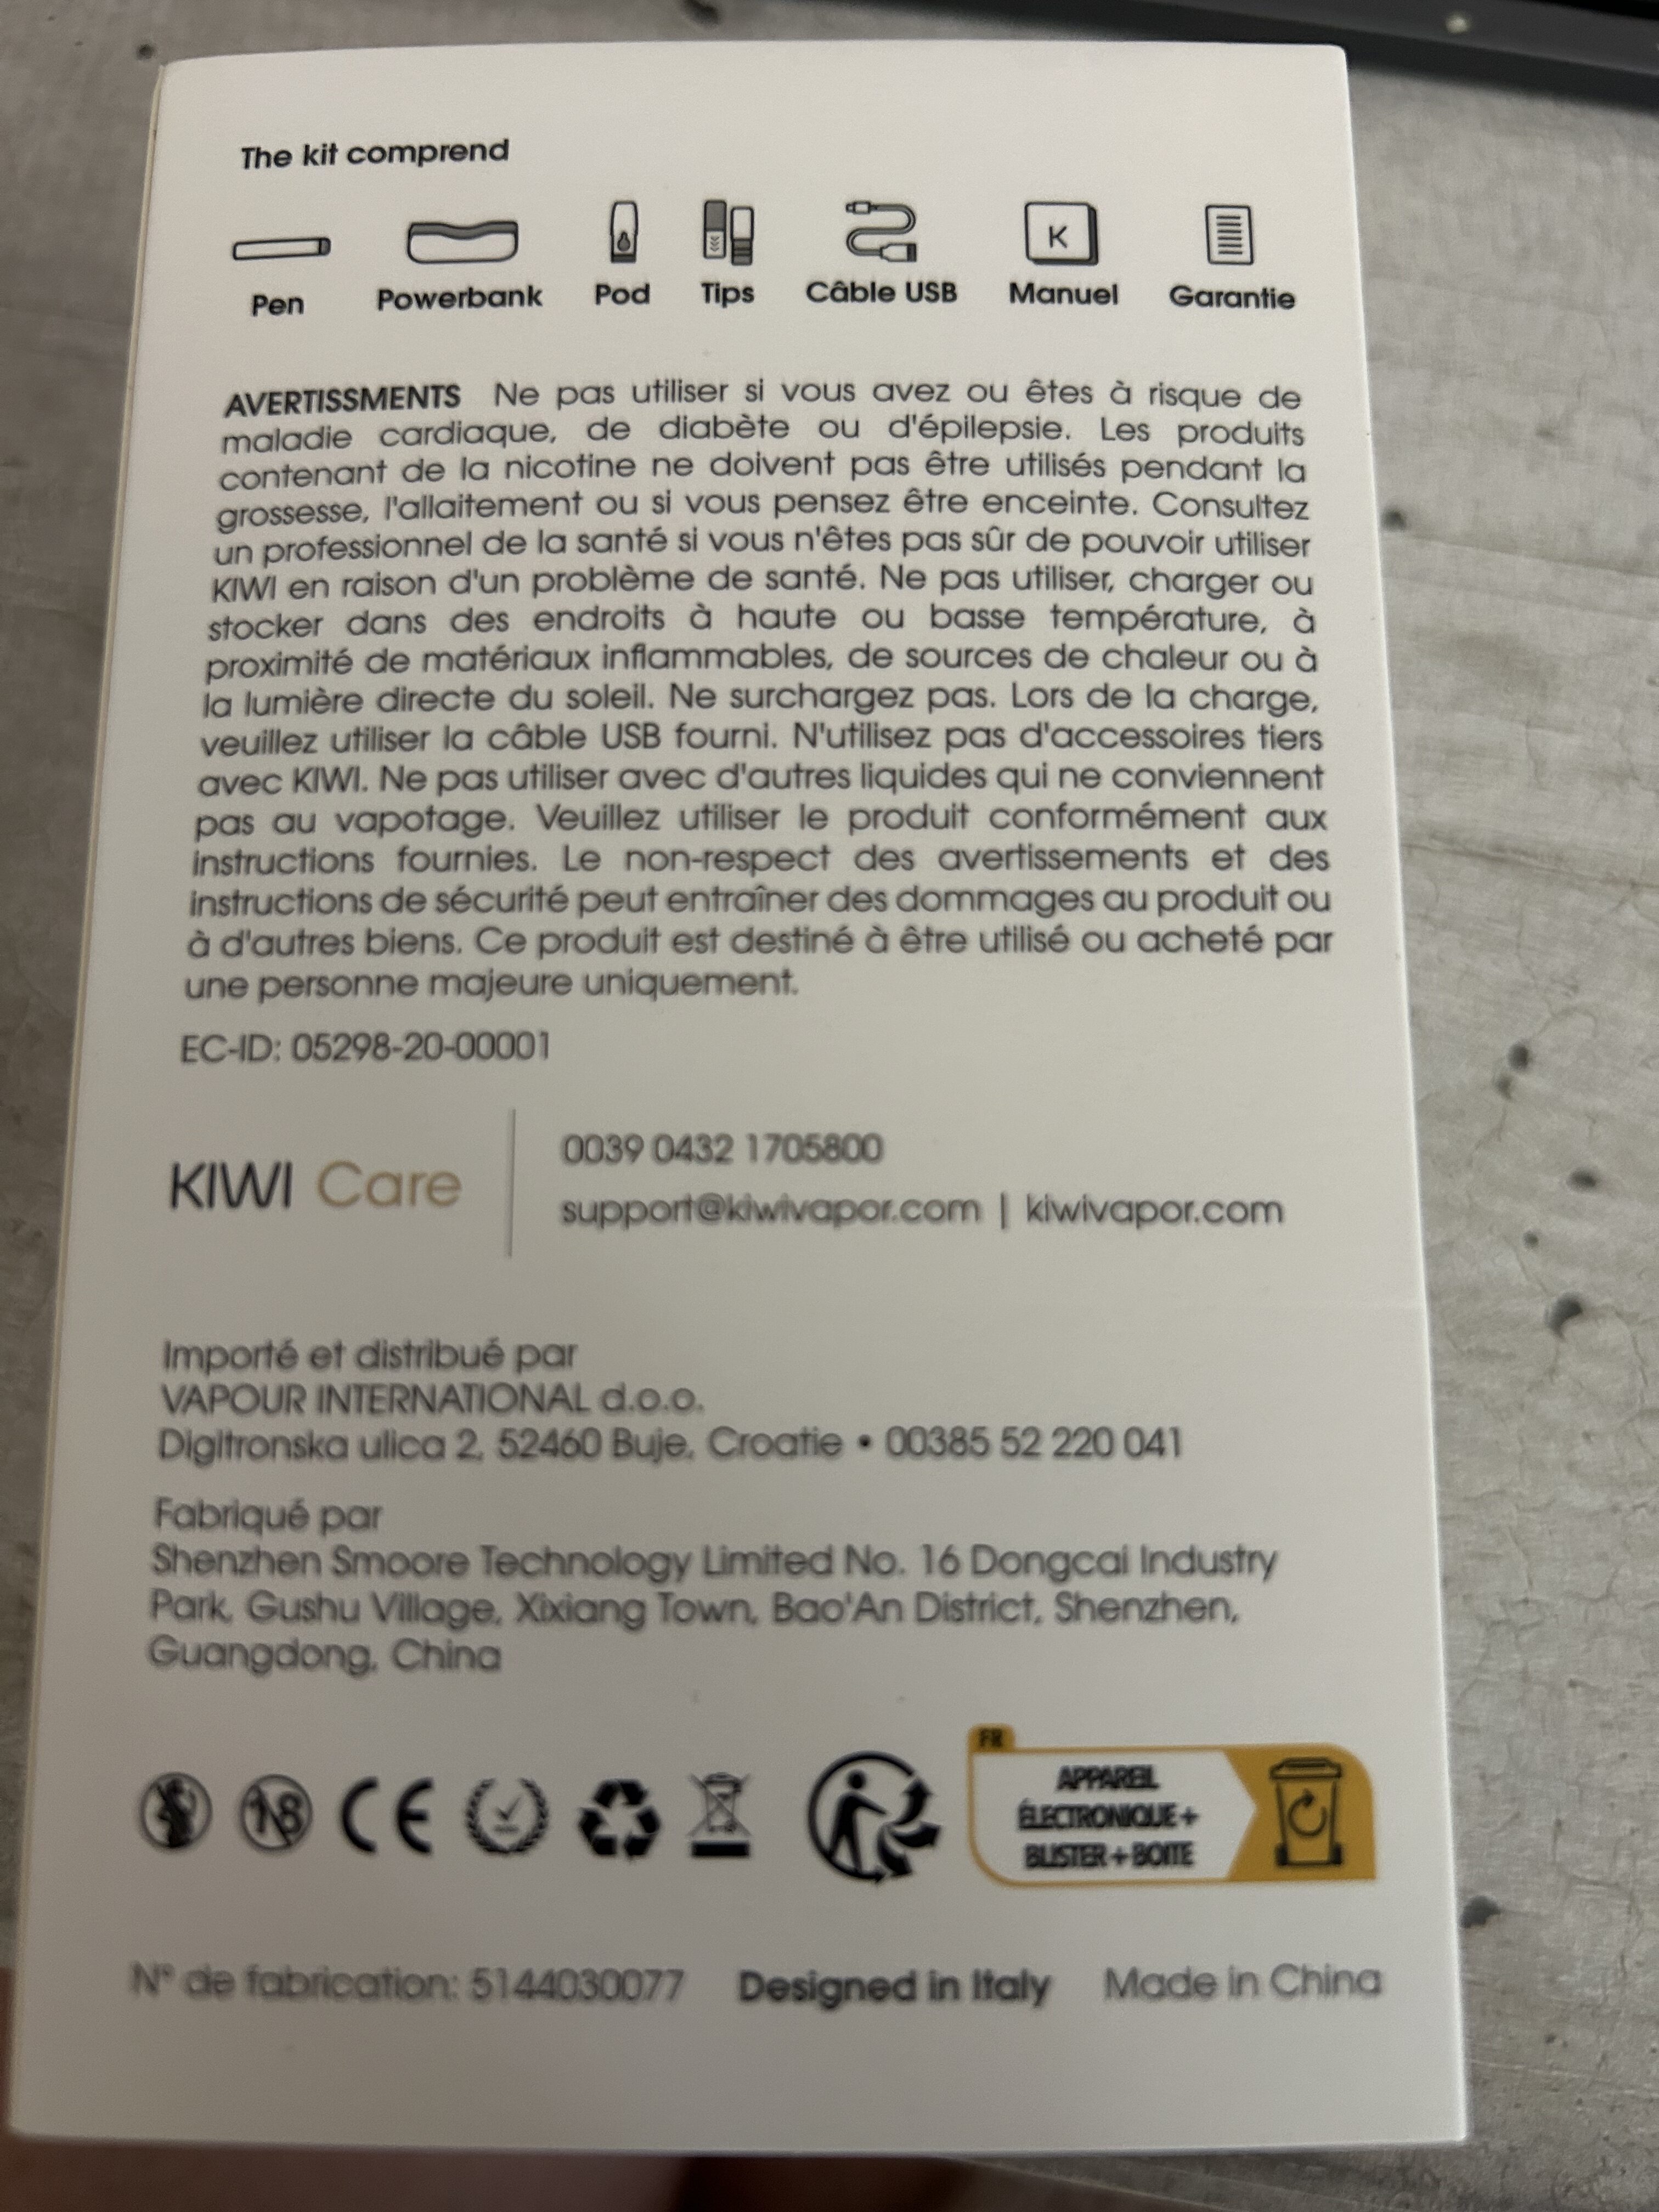 The kit comprend
Pen Powerbank Pod Tips Câble USB Manuel Garantie
K
AVERTISSMENTS Ne pas utiliser si vous avez ou êtes à risque de
maladie cardiaque, de diabète ou d'épilepsie. Les produits
contenant de la nicotine ne doivent pas être utilisés pendant la
grossesse, l'allaitement ou si vous pensez être enceinte. Consultez
un professionnel de la santé si vous n'êtes pas sûr de pouvoir utiliser
KIWI en raison d'un problème de santé. Ne pas utiliser, charger ou
stocker dans des endroits à haute ou basse température, à
proximité de matériaux inflammables, de sources de chaleur ou à
la lumière directe du soleil. Ne surchargez pas. Lors de la charge,
veuillez utiliser la câble USB fourni. N'utilisez pas d'accessoires tiers
avec KIWI. Ne pas utiliser avec d'autres liquides qui ne conviennent
pas au vapotage. Veuillez utiliser le produit conformément aux
instructions fournies. Le non-respect des avertissements et des
instructions de sécurité peut entraîner des dommages au produit ou
à d'autres biens. Ce produit est destiné à être utilisé ou acheté par
une personne majeure uniquement.
EC-ID: 05298-20-00001
KIWI Care
0039 0432 1705800
support@kiwivapor.com | kiwivapor.com
Importé et distribué par
VAPOUR INTERNATIONAL d.o.o.
Digitronska ulica 2, 52460 Buje, Croatie • 00385 52 220 041
Fabriqué par
Shenzhen Smoore Technology Limited No. 16 Dongcai Industry
Park, Gushu Village, Xixiang Town, Bao'An District, Shenzhen,
Guangdong, China
18 CE
FR
APPAREIL
ÉLECTRONIQUE +
BLISTER + BOITE
N° de fabrication: 5144030077 Designed in Italy Made in China